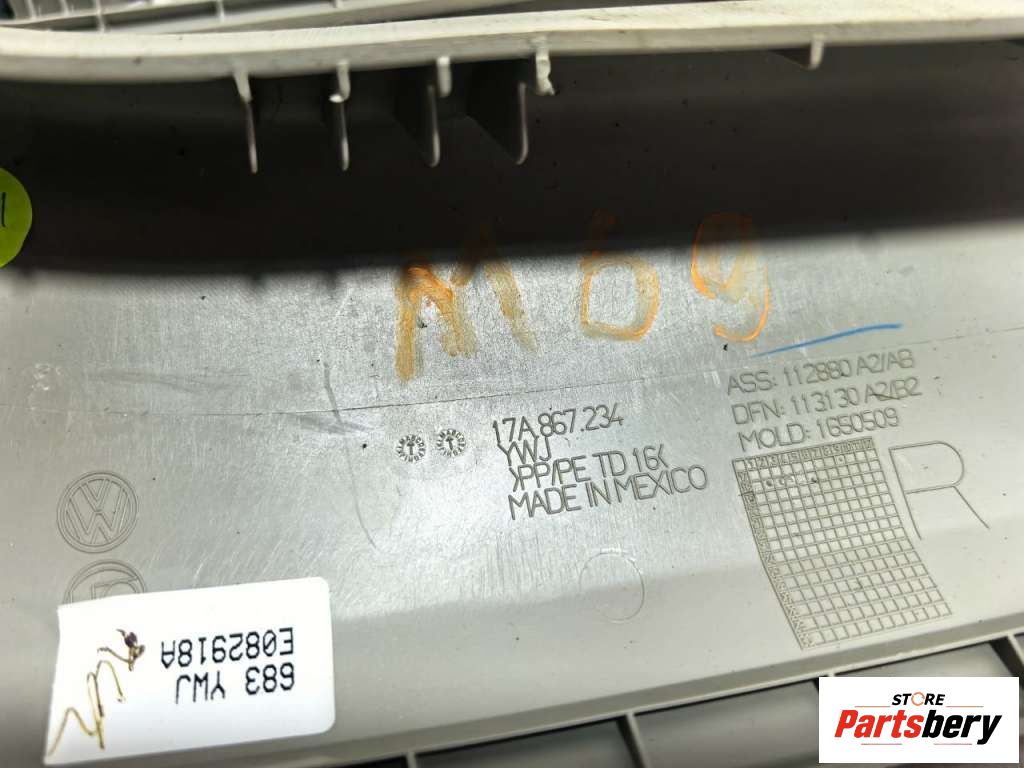 M69
17A.867.234
YWJ
>PP/PE TD 16<
MADE IN MEXICO
ASS: 112880 A2/AB
DFN: 113130 A2/B2
MOLD: 16S0509
R
683 YWJ
E082918A
STORE
Partsbery